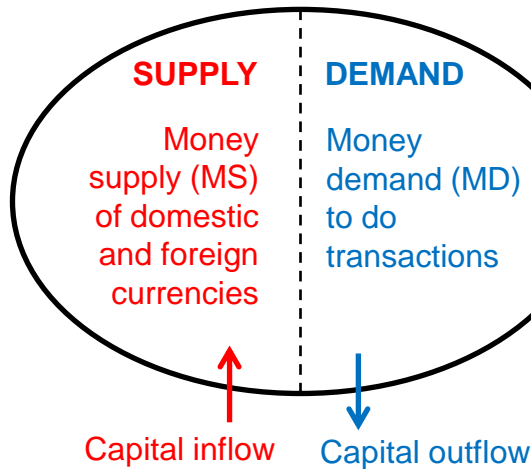 SUPPLY
Money
supply (MS)
of domestic
and foreign
currencies
DEMAND
Money
demand (MD)
to do
transactions
Capital inflow
Capital outflow